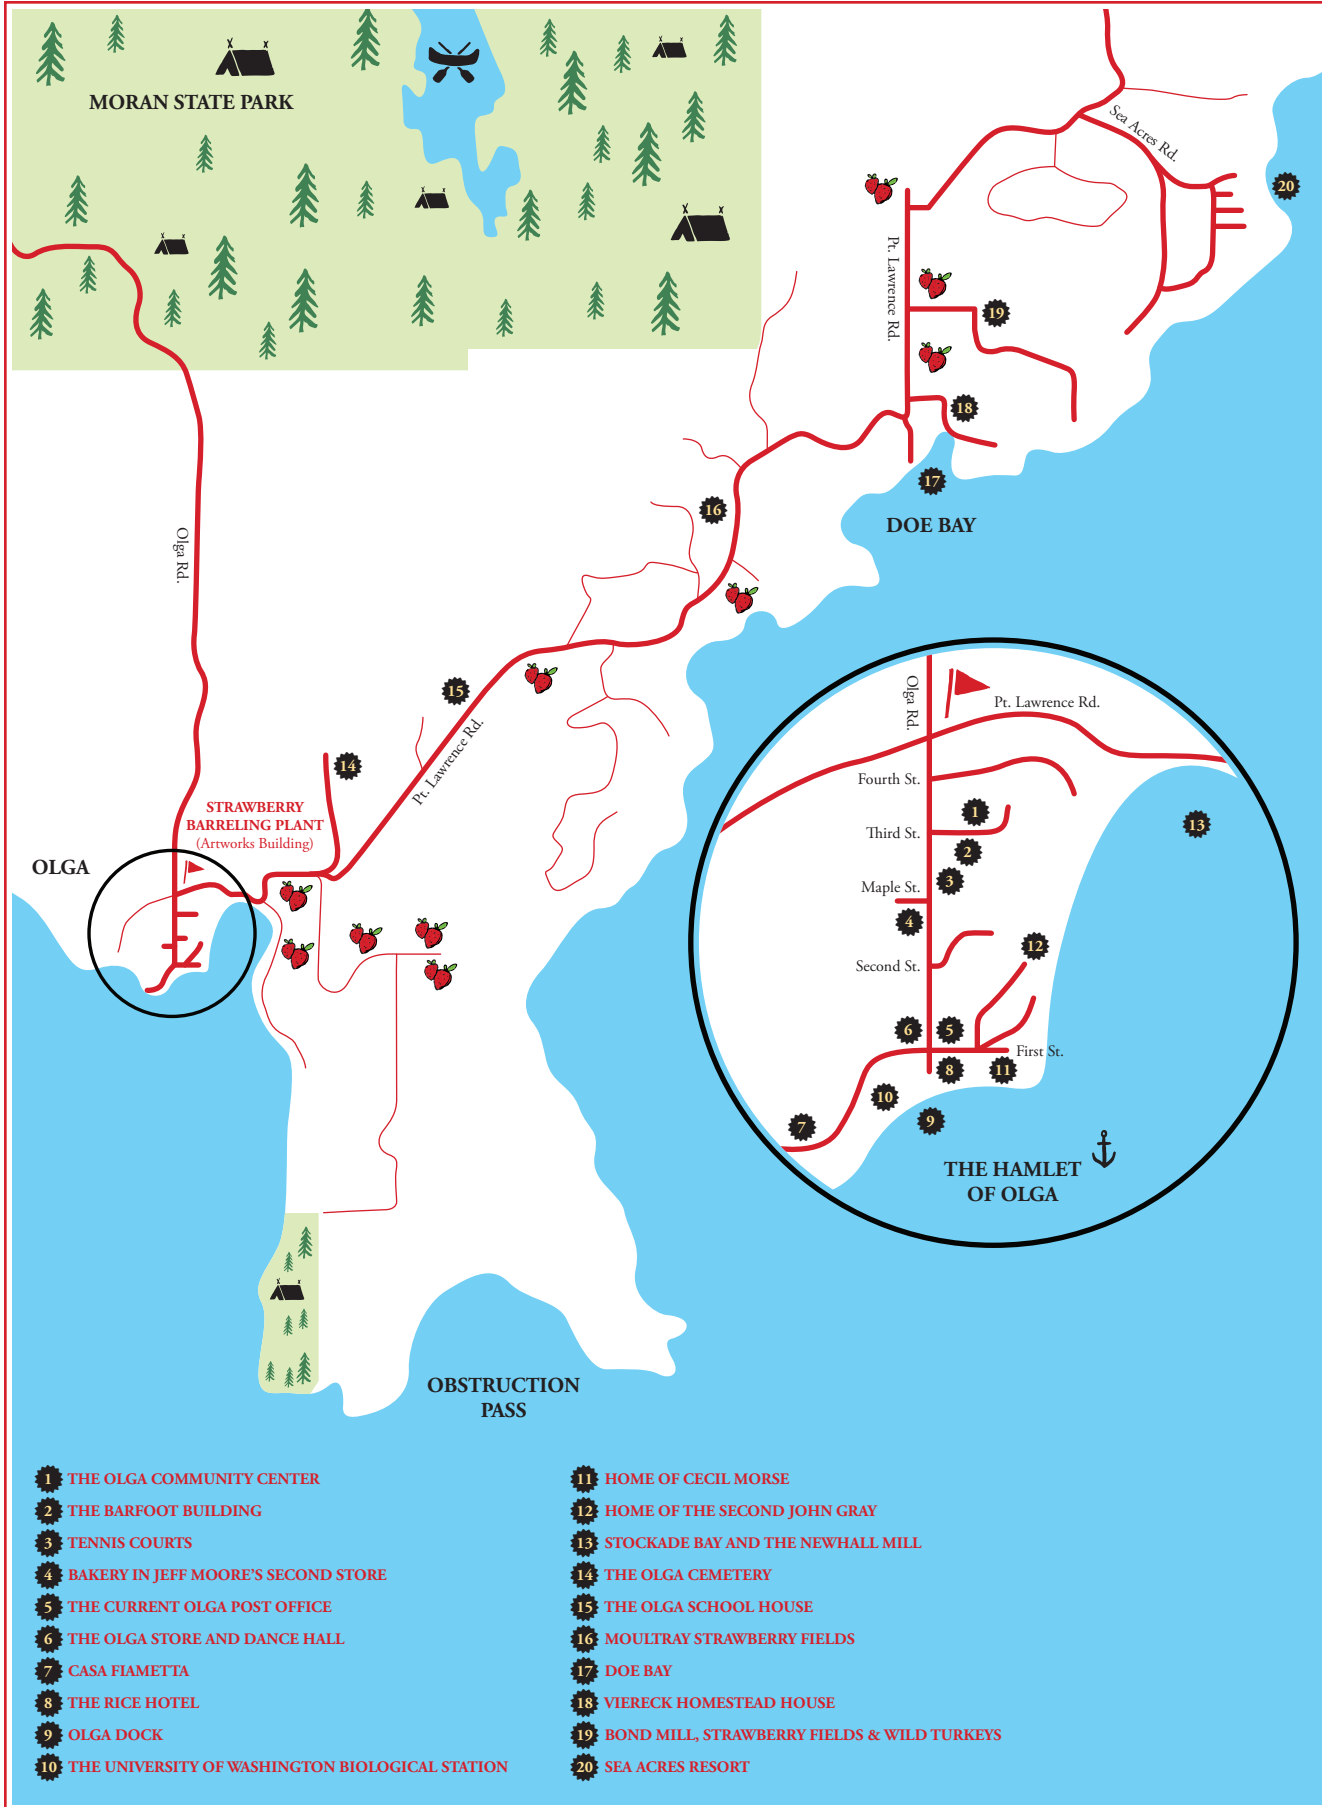 MORAN STATE PARK
Sea Acres Rd.
20
Pt. Lawrence Rd.
19
18
17
DOE BAY
16
Olga Rd.
15
Pt. Lawrence Rd.
14
STRAWBERRY
BARRELING PLANT
(Artworks Building)
OLGA
Olga Rd.
Pt. Lawrence Rd.
Fourth St.
1
13
Third St.
2
3
Maple St.
4
12
Second St.
6
5
First St.
8
11
10
9
7
THE HAMLET
OF OLGA
OBSTRUCTION
PASS
1 THE OLGA COMMUNITY CENTER
2 THE BARFOOT BUILDING
3 TENNIS COURTS
4 BAKERY IN JEFF MOORE'S SECOND STORE
5 THE CURRENT OLGA POST OFFICE
6 THE OLGA STORE AND DANCE HALL
7 CASA FIAMETTA
8 THE RICE HOTEL
9 OLGA DOCK
10 THE UNIVERSITY OF WASHINGTON BIOLOGICAL STATION
11 HOME OF CECIL MORSE
12 HOME OF THE SECOND JOHN GRAY
13 STOCKADE BAY AND THE NEWHALL MILL
14 THE OLGA CEMETERY
15 THE OLGA SCHOOL HOUSE
16 MOULTRAY STRAWBERRY FIELDS
17 DOE BAY
18 VIERECK HOMESTEAD HOUSE
19 BOND MILL, STRAWBERRY FIELDS & WILD TURKEYS
20 SEA ACRES RESORT